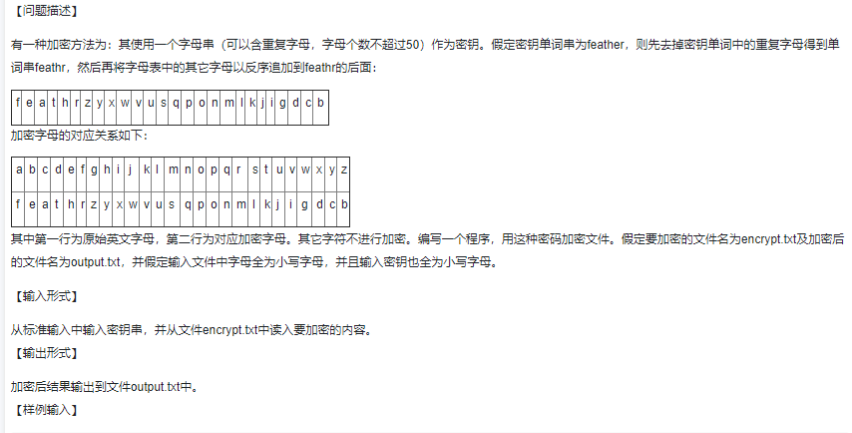 【问题描述】
有一种加密方法为：其使用一个字母串（可以含重复字母，字母个数不超过50）作为密钥。假定密钥单词串为feather，则先去掉密钥单词中的重复字母得到单
词串feathr，然后再将字母表中的其它字母以反序追加到feathr的后面：
f e a t h r z y x w v u s q p o n m l k j i g d c b
加密字母的对应关系如下：
a b c d e f g h i j k l m n o p q r s t u v w x y z
f e a t h r z y x w v u s q p o n m l k j i g d c b
其中第一行为原始英文字母，第二行为对应加密字母。其它字符不进行加密。编写一个程序，用这种密码加密文件。假定要加密的文件名为encrypt.txt及加密后
的文件名为output.txt，并假定输入文件中字母全为小写字母，并且输入密钥也全为小写字母。
【输入形式】
从标准输入中输入密钥串，并从文件encrypt.txt中读入要加密的内容。
【输出形式】
加密后结果输出到文件output.txt中。
【样例输入】